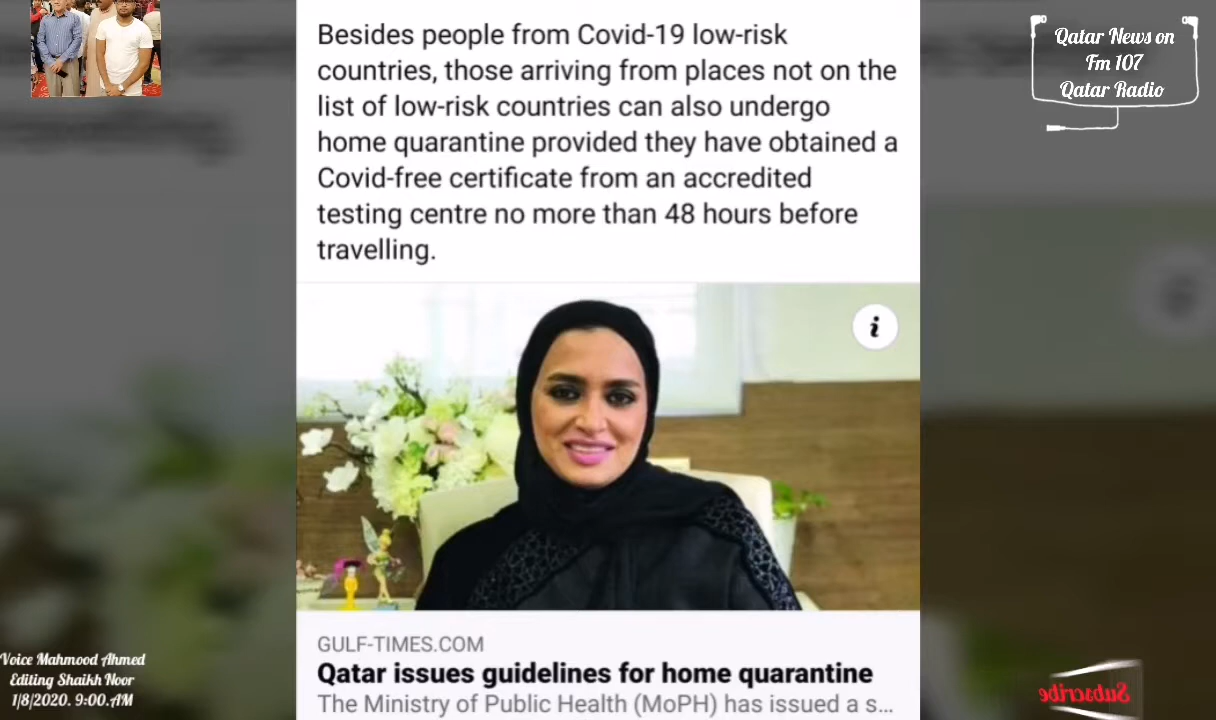 Besides people from Covid-19 low-risk
countries, those arriving from places not on the
list of low-risk countries can also undergo
home quarantine provided they have obtained a
Covid-free certificate from an accredited
testing centre no more than 48 hours before
travelling.
Qatar News on
Fm 107
Qatar Radio
i
GULF-TIMES.COM
Qatar issues guidelines for home quarantine
The Ministry of Public Health (MoPH) has issued a s...
Voice Mahmood Ahmed
Editing Shaikh Noor
1/8/2020. 9:00.AM
Subscribe